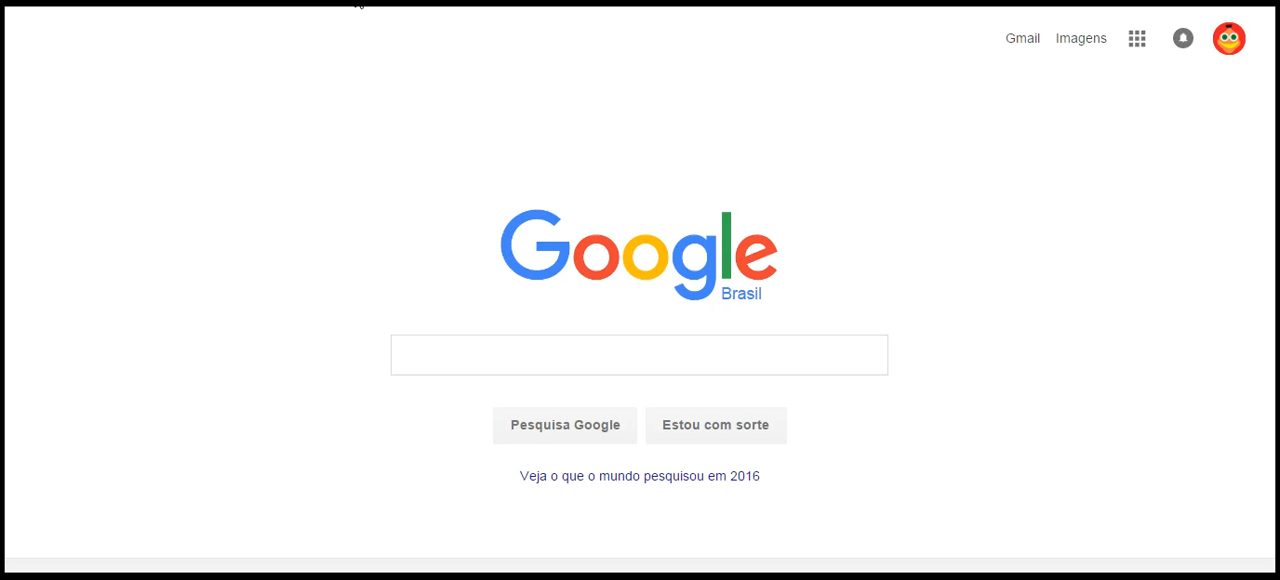 Gmail Imagens
Google
Brasil
Pesquisa Google Estou com sorte
Veja o que o mundo pesquisou em 2016